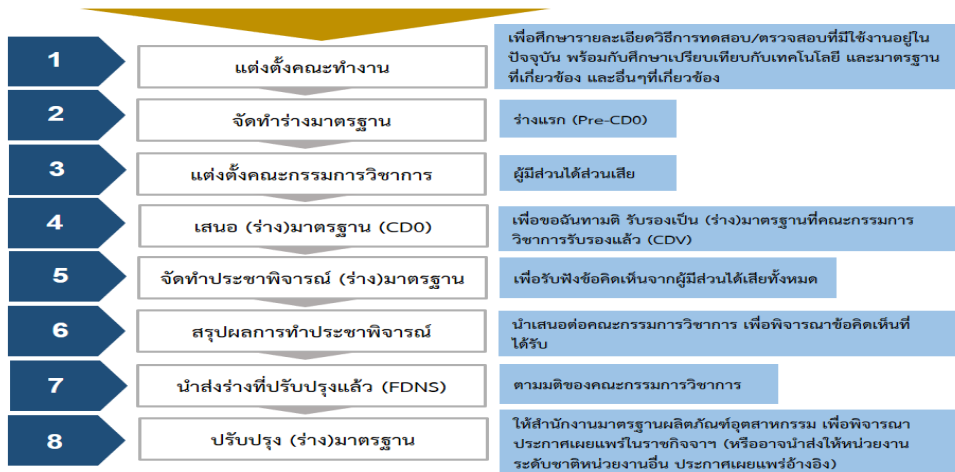 1
แต่งตั้งคณะทำงาน
เพื่อศึกษารายละเอียดวิธีการทดสอบ/ตรวจสอบที่มีใช้งานอยู่ใน
ปัจจุบัน พร้อมกับศึกษาเปรียบเทียบกับเทคโนโลยี และมาตรฐาน
ที่เกี่ยวข้อง และอื่นๆที่เกี่ยวข้อง
2
จัดทำร่างมาตรฐาน
ร่างแรก (Pre-CD0)
3
แต่งตั้งคณะกรรมการวิชาการ
ผู้มีส่วนได้ส่วนเสีย
4
เสนอ (ร่าง)มาตรฐาน (CD0)
เพื่อขอฉันทามติ รับรองเป็น (ร่าง)มาตรฐานที่คณะกรรมการ
วิชาการรับรองแล้ว (CDV)
5
จัดทำประชาพิจารณ์ (ร่าง)มาตรฐาน
เพื่อรับฟังข้อคิดเห็นจากผู้มีส่วนได้เสียทั้งหมด
6
สรุปผลการทำประชาพิจารณ์
นำเสนอต่อคณะกรรมการวิชาการ เพื่อพิจารณาข้อคิดเห็นที่
ได้รับ
7
นำส่งร่างที่ปรับปรุงแล้ว (FDNS)
ตามมติของคณะกรรมการวิชาการ
8
ปรับปรุง (ร่าง)มาตรฐาน
ให้สำนักงานมาตรฐานผลิตภัณฑ์อุตสาหกรรม เพื่อพิจารณา
ประกาศเผยแพร่ในราชกิจจาฯ (หรืออาจนำส่งให้หน่วยงาน
ระดับชาติหน่วยงานอื่น ประกาศเผยแพร่อ้างอิง)